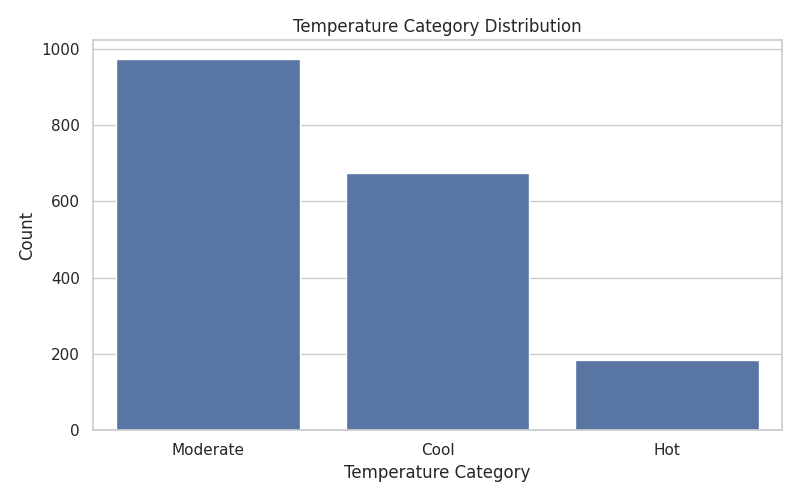 Temperature Category Distribution
1000
800
600
400
200
0
Count
Moderate
Cool
Hot
Temperature Category